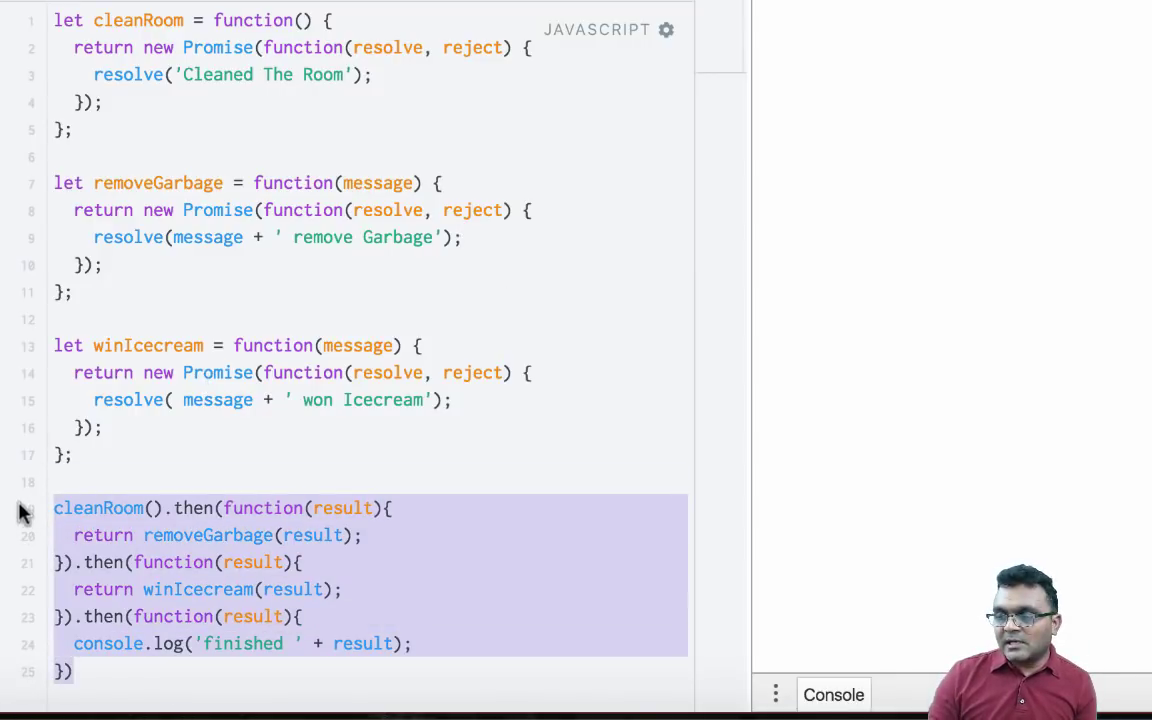 1 let cleanRoom = function() {
JAVASCRIPT
2 return new Promise(function(resolve, reject) {
3 resolve('Cleaned The Room');
4 });
5 };
6
7 let removeGarbage = function(message) {
8 return new Promise(function(resolve, reject) {
9 resolve(message + ' remove Garbage');
10 });
11 };
12
13 let winIcecream = function(message) {
14 return new Promise(function(resolve, reject) {
15 resolve( message + ' won Icecream');
16 });
17 };
18
cleanRoom().then(function(result){
20 return removeGarbage(result);
21 }).then(function(result){
22 return winIcecream(result);
23 }).then(function(result){
24 console.log('finished ' + result);
25 })
Console